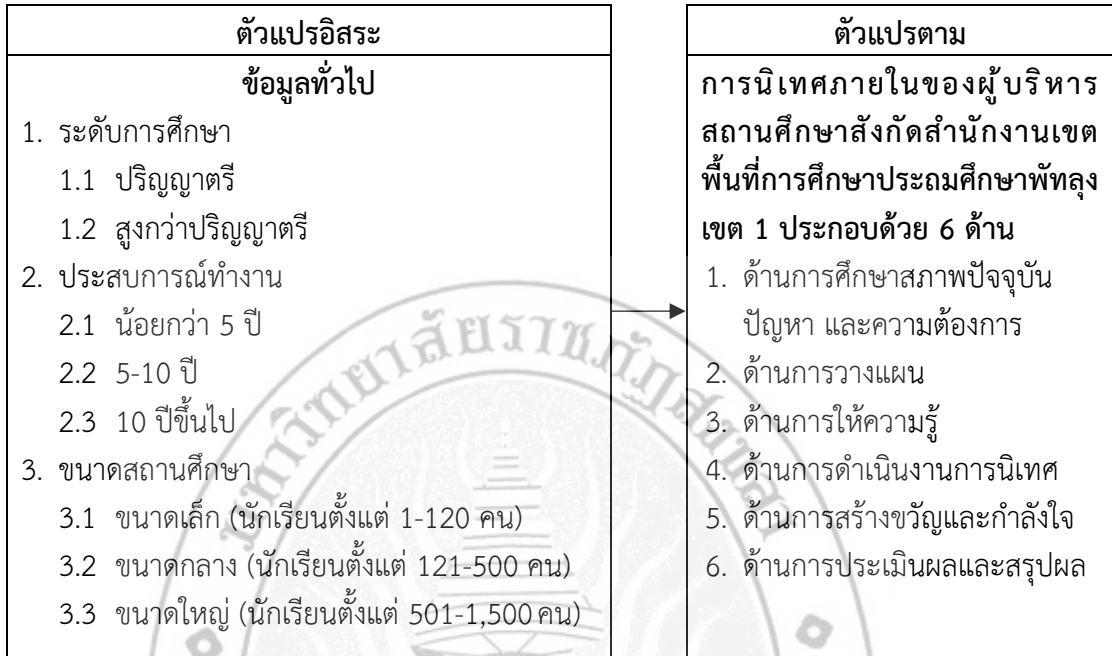 ตัวแปรอิสระ
ข้อมูลทั่วไป
1. ระดับการศึกษา
1.1 ปริญญาตรี
1.2 สูงกว่าปริญญาตรี
2. ประสบการณ์ทำงาน
2.1 น้อยกว่า 5 ปี
2.2 5-10 ปี
2.3 10 ปีขึ้นไป
3. ขนาดสถานศึกษา
3.1 ขนาดเล็ก (นักเรียนตั้งแต่ 1-120 คน)
3.2 ขนาดกลาง (นักเรียนตั้งแต่ 121-500 คน)
3.3 ขนาดใหญ่ (นักเรียนตั้งแต่ 501-1,500 คน)
ตัวแปรตาม
การนิเทศภายในของผู้บริหาร
สถานศึกษาสังกัดสำนักงานเขต
พื้นที่การศึกษาประถมศึกษาพัทลุง
เขต 1 ประกอบด้วย 6 ด้าน
1. ด้านการศึกษาสภาพปัจจุบัน
ปัญหา และความต้องการ
2. ด้านการวางแผน
3. ด้านการให้ความรู้
4. ด้านการดำเนินงานการนิเทศ
5. ด้านการสร้างขวัญและกำลังใจ
6. ด้านการประเมินผลและสรุปผล
มหาวิทยาลัยราชภัฏสงขลา